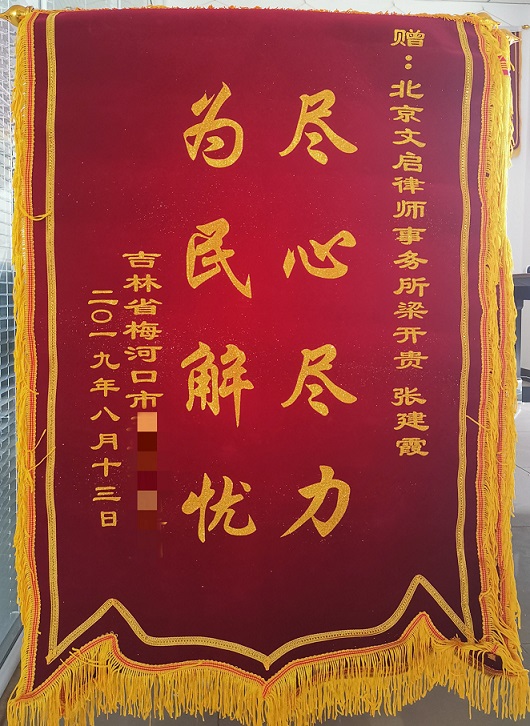 赠：北京文启律师事务所梁开贵 张建霞
尽心尽力
为民解忧
吉林省梅河口市
二〇一九年八月十三日